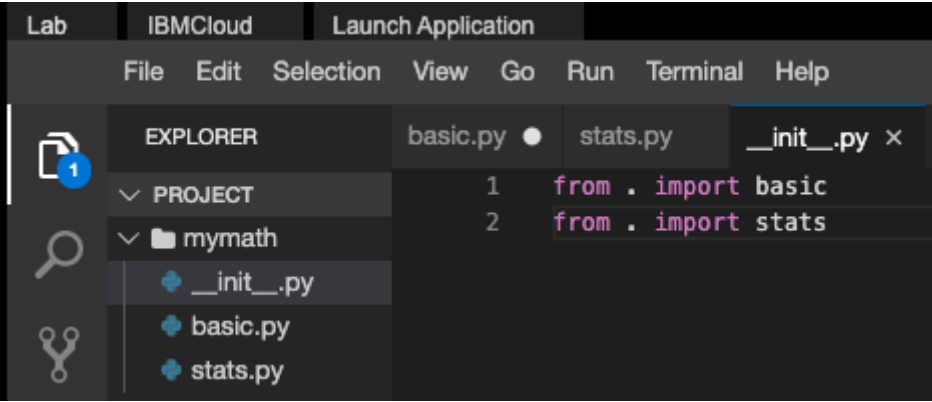 Lab IBMCloud Launch Application
File Edit Selection View Go Run Terminal Help
EXPLORER
1
PROJECT
mymath
__init__.py
basic.py
stats.py
basic.py stats.py __init__.py
1 from . import basic
2 from . import stats